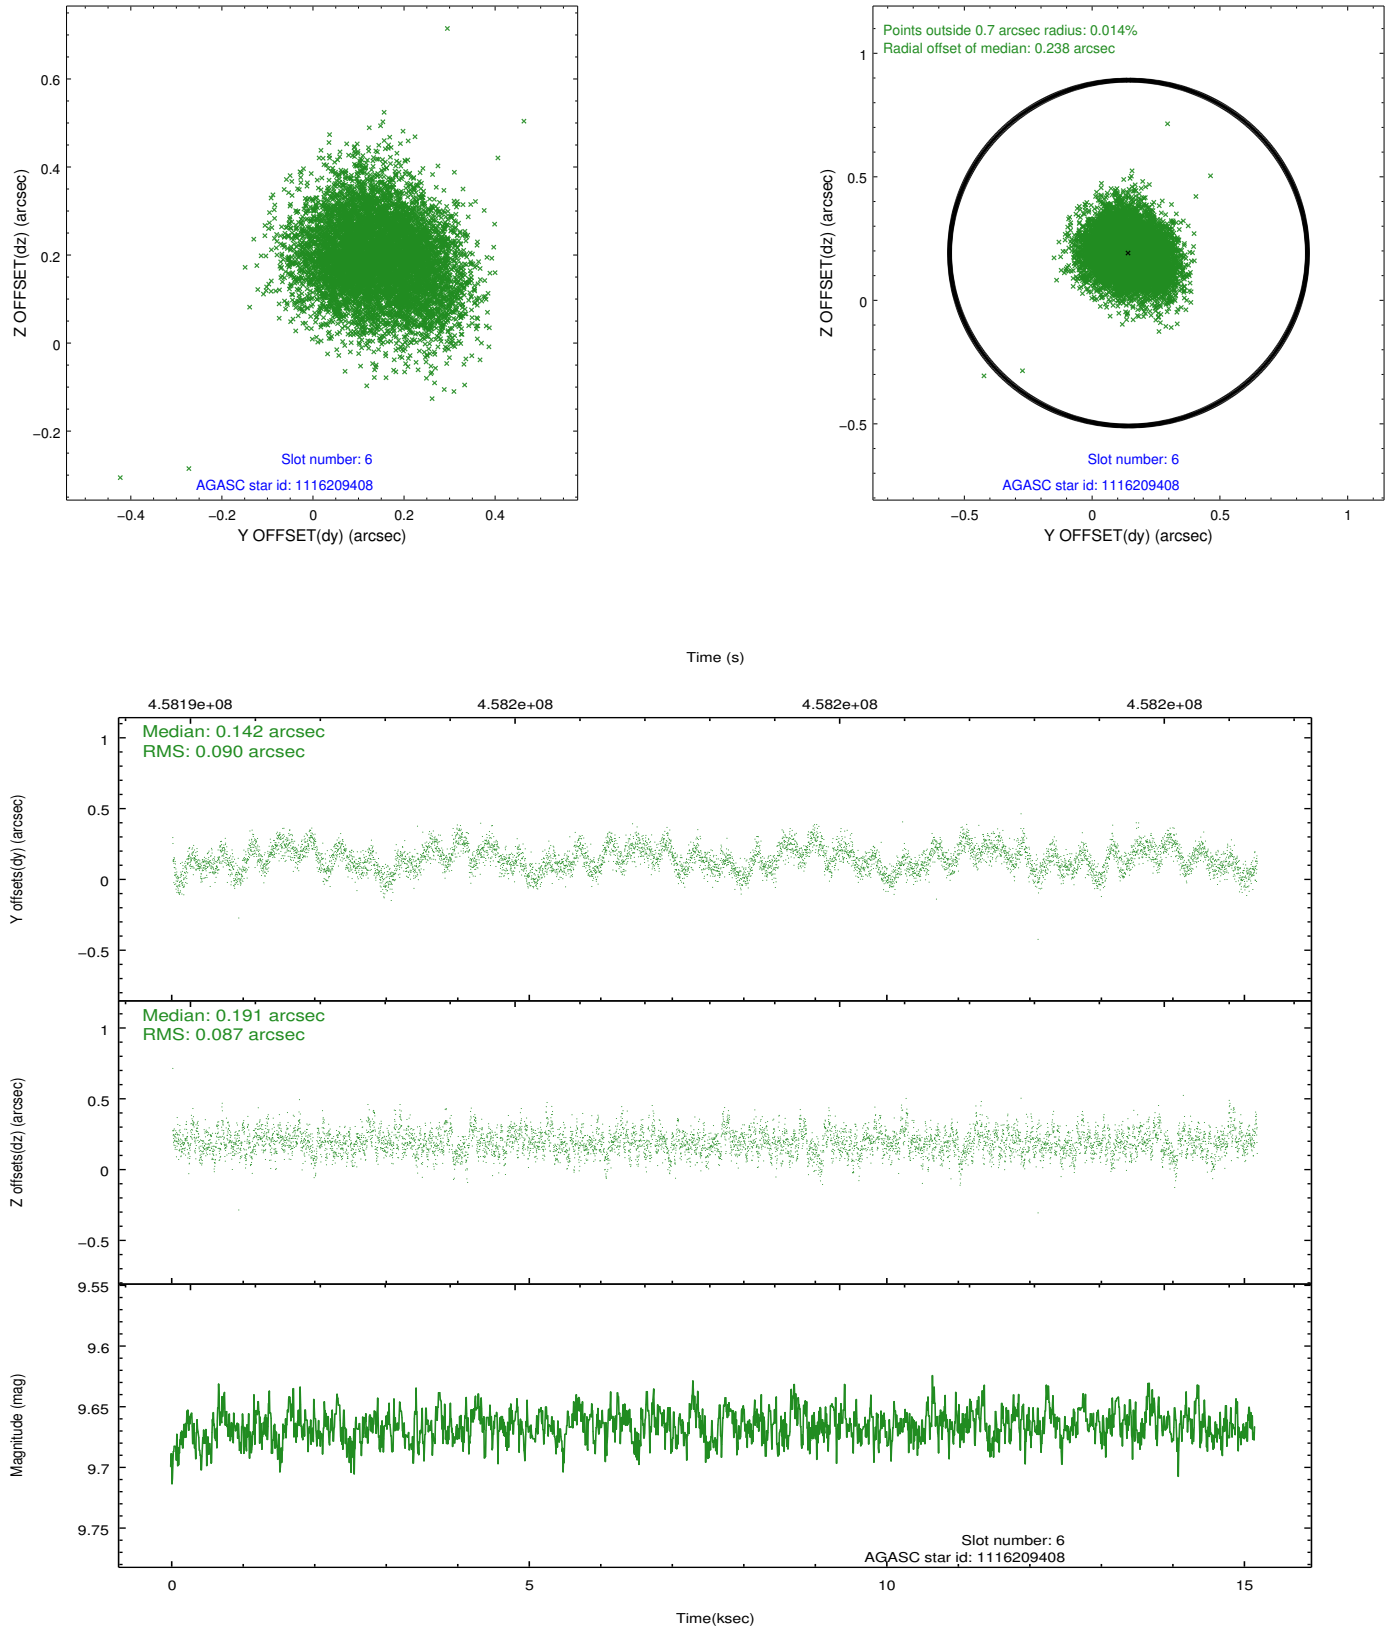 0.6
0.4
0.2
0
−0.2
Z OFFSET(dz) (arcsec)
Slot number: 6
AGASC star id: 1116209408
−0.4
−0.2
0
0.2
0.4
Y OFFSET(dy) (arcsec)
Points outside 0.7 arcsec radius: 0.014%
Radial offset of median: 0.238 arcsec
1
0.5
0
−0.5
Z OFFSET(dz) (arcsec)
Slot number: 6
AGASC star id: 1116209408
−0.5
0
0.5
1
Y OFFSET(dy) (arcsec)
Time (s)
4.5819e+08
4.582e+08
4.582e+08
4.582e+08
Median: 0.142 arcsec
RMS: 0.090 arcsec
1
0.5
0
−0.5
Y offsets(dy) (arcsec)
Median: 0.191 arcsec
RMS: 0.087 arcsec
1
0.5
0
−0.5
Z offsets(dz) (arcsec)
9.55
9.6
9.65
9.7
9.75
Magnitude (mag)
Slot number: 6
AGASC star id: 1116209408
0
5
10
15
Time(ksec)